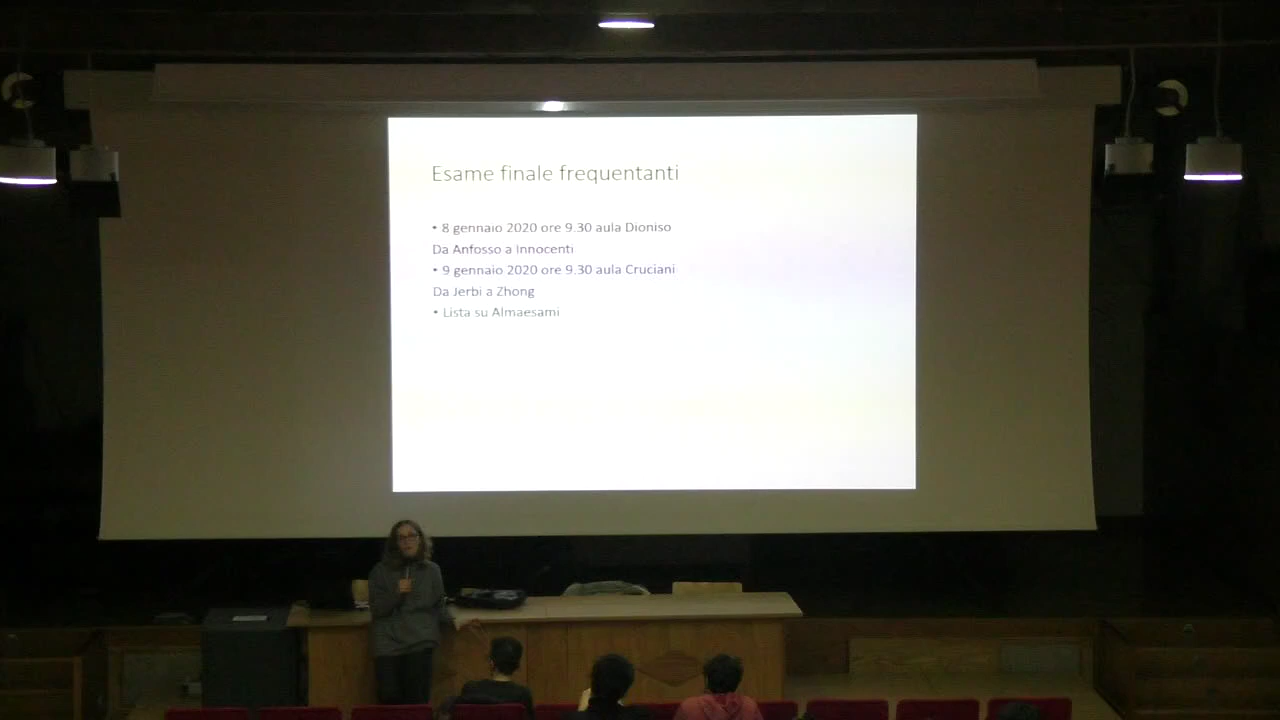 Esame finale frequentanti
• 8 gennaio 2020 ore 9.30 aula Dioniso
Da Anfosso a Innocenti
• 9 gennaio 2020 ore 9.30 aula Cruciani
Da Jerbi a Zhong
• Lista su Almaesami